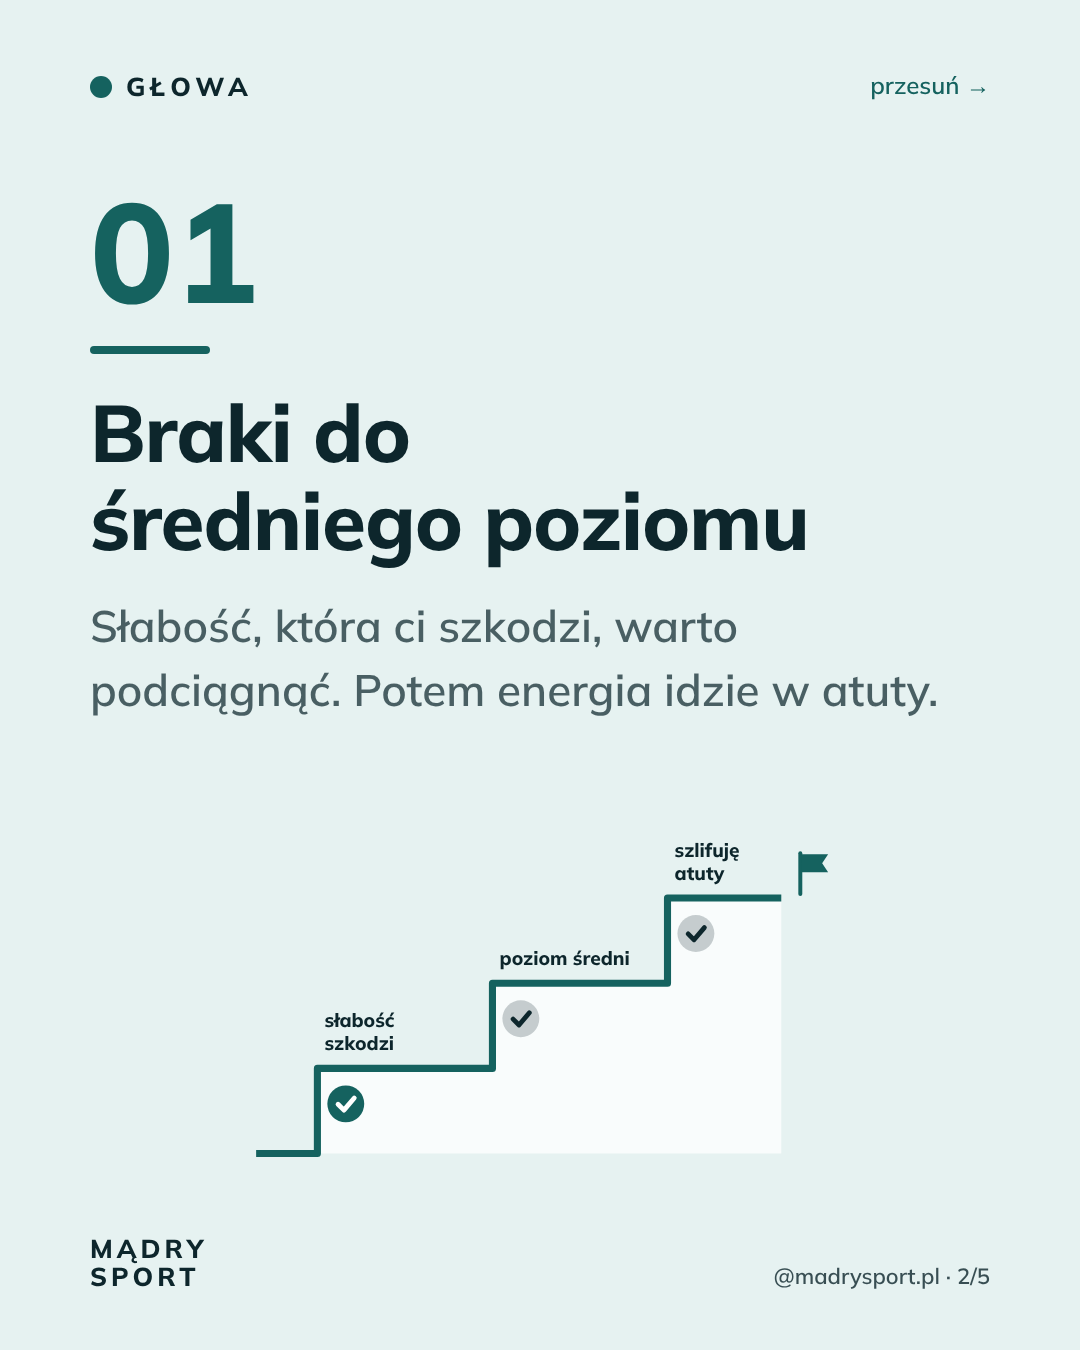 GŁOWA
przesuń →
01
Braki do
średniego poziomu
Słabość, która ci szkodzi, warto
podciągnąć. Potem energia idzie w atuty.
szlifuję
atuty
poziom średni
słabość
szkodzi
MĄDRY
SPORT
@madrysport.pl · 2/5